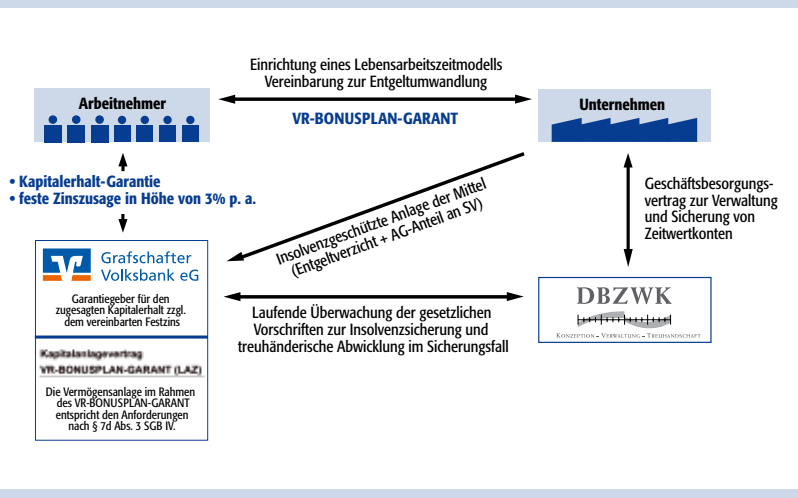 Einrichtung eines Lebensarbeitszeitmodells
Vereinbarung zur Entgeltumwandlung
Arbeitnehmer
VR-BONUSPLAN-GARANT
Unternehmen
• Kapitalerhalt-Garantie
• feste Zinszusage in Höhe von 3% p. a.
Insolvenzgeschützte Anlage der Mittel
(Entgeltverzicht + AG-Anteil an SV)
Geschäftsbesorgungs-
vertrag zur Verwaltung
und Sicherung von
Zeitwertkonten
Grafschafter
Volksbank eG
Garantiegeber für den
zugesagten Kapitalerhalt zzgl.
dem vereinbarten Festzins
Kapitalanlagevertrag
VR-BONUSPLAN-GARANT (LAZ)
Die Vermögensanlage im Rahmen
des VR-BONUSPLAN-GARANT
entspricht den Anforderungen
nach § 7d Abs. 3 SGB IV.
Laufende Überwachung der gesetzlichen
Vorschriften zur Insolvenzsicherung und
treuhänderische Abwicklung im Sicherungsfall
DBZWK
Konzeption – Verwaltung – Treuhandschaft